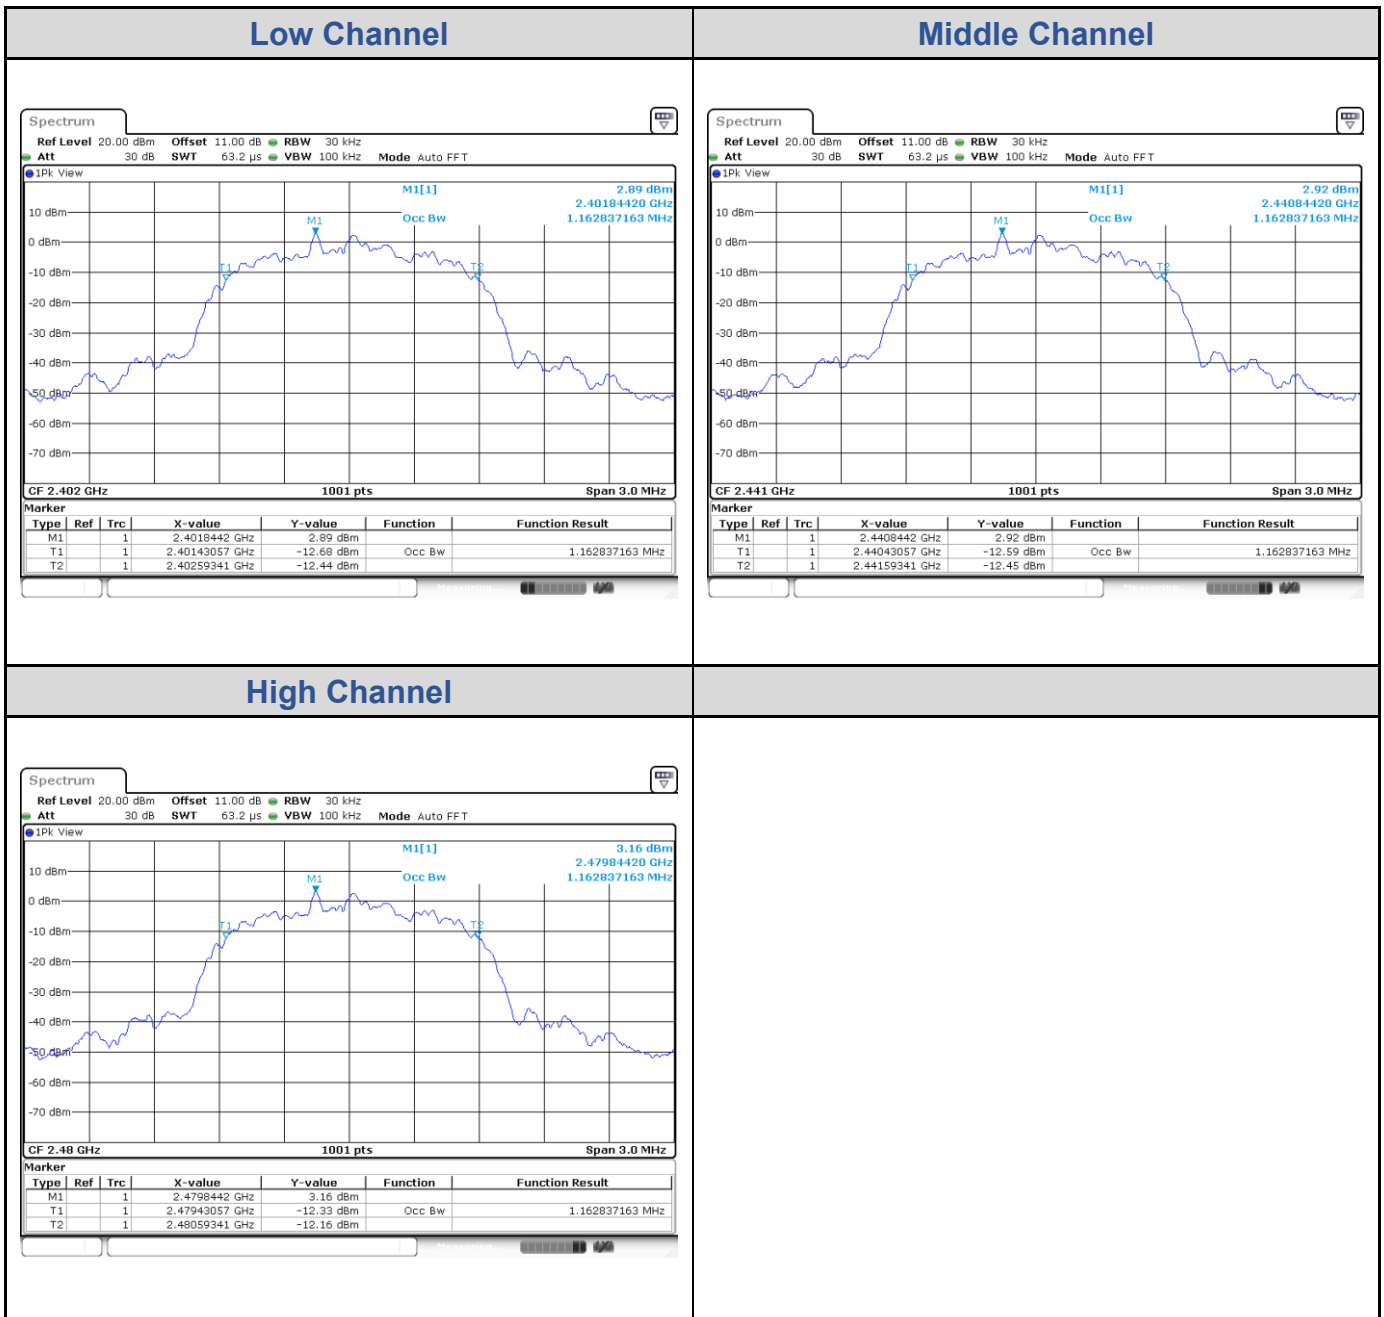 Low Channel
Middle Channel
Spectrum
Ref Level 20.00 dBm Offset 11.00 dB RBW 30 kHz
Att 30 dB SWT 63.2 µs VBW 100 kHz Mode Auto FFT
1Pk View
M1[1] 2.89 dBm
2.40184420 GHz
Occ Bw 1.162837163 MHz
M1
T1
T2
10 dBm
0 dBm
-10 dBm
-20 dBm
-30 dBm
-40 dBm
-50 dBm
-60 dBm
-70 dBm
CF 2.402 GHz 1001 pts Span 3.0 MHz
Marker
Type Ref Trc X-value Y-value Function Function Result
M1 1 2.4018442 GHz 2.89 dBm
T1 1 2.40143057 GHz -12.68 dBm Occ Bw 1.162837163 MHz
T2 1 2.40259341 GHz -12.44 dBm
Measuring...
Spectrum
Ref Level 20.00 dBm Offset 11.00 dB RBW 30 kHz
Att 30 dB SWT 63.2 µs VBW 100 kHz Mode Auto FFT
1Pk View
M1[1] 2.92 dBm
2.44084420 GHz
Occ Bw 1.162837163 MHz
M1
T1
T2
10 dBm
0 dBm
-10 dBm
-20 dBm
-30 dBm
-40 dBm
-50 dBm
-60 dBm
-70 dBm
CF 2.441 GHz 1001 pts Span 3.0 MHz
Marker
Type Ref Trc X-value Y-value Function Function Result
M1 1 2.4408442 GHz 2.92 dBm
T1 1 2.44043057 GHz -12.59 dBm Occ Bw 1.162837163 MHz
T2 1 2.44159341 GHz -12.45 dBm
Measuring...
High Channel
Spectrum
Ref Level 20.00 dBm Offset 11.00 dB RBW 30 kHz
Att 30 dB SWT 63.2 µs VBW 100 kHz Mode Auto FFT
1Pk View
M1[1] 3.16 dBm
2.47984420 GHz
Occ Bw 1.162837163 MHz
M1
T1
T2
10 dBm
0 dBm
-10 dBm
-20 dBm
-30 dBm
-40 dBm
-50 dBm
-60 dBm
-70 dBm
CF 2.48 GHz 1001 pts Span 3.0 MHz
Marker
Type Ref Trc X-value Y-value Function Function Result
M1 1 2.4798442 GHz 3.16 dBm
T1 1 2.47943057 GHz -12.33 dBm Occ Bw 1.162837163 MHz
T2 1 2.48059341 GHz -12.16 dBm
Measuring...